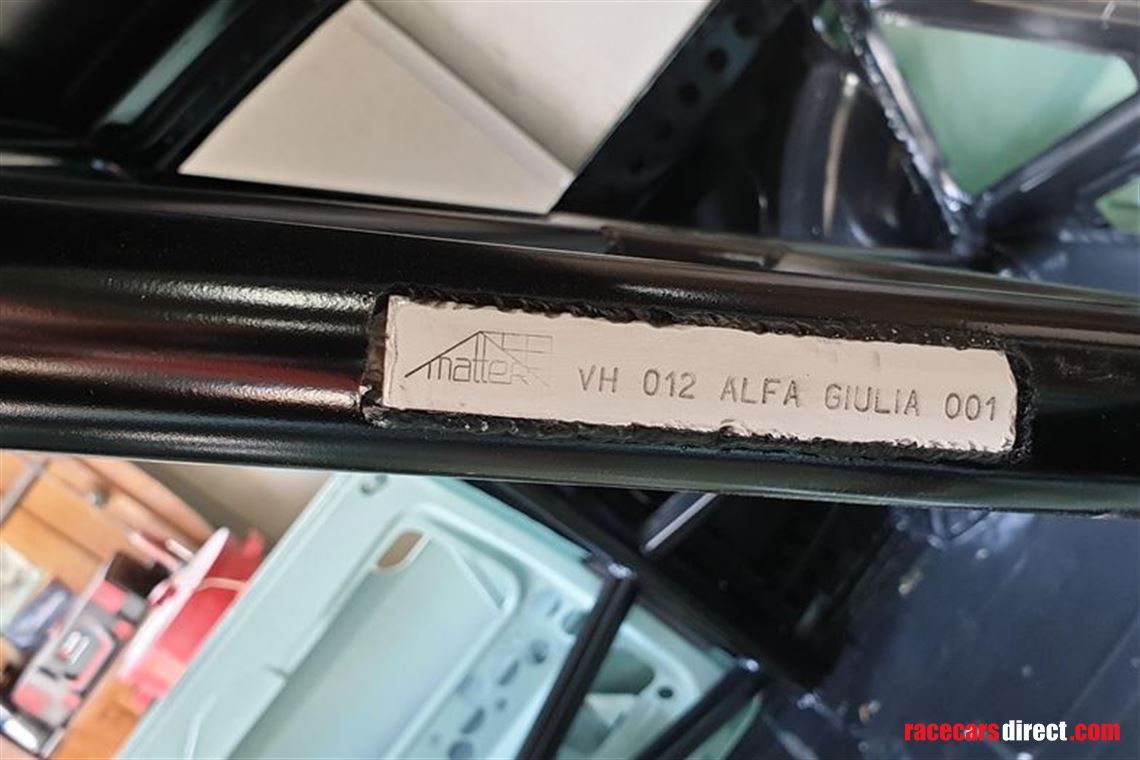 matter VH 012 ALFA GIULIA 001
racecarsdirect.com